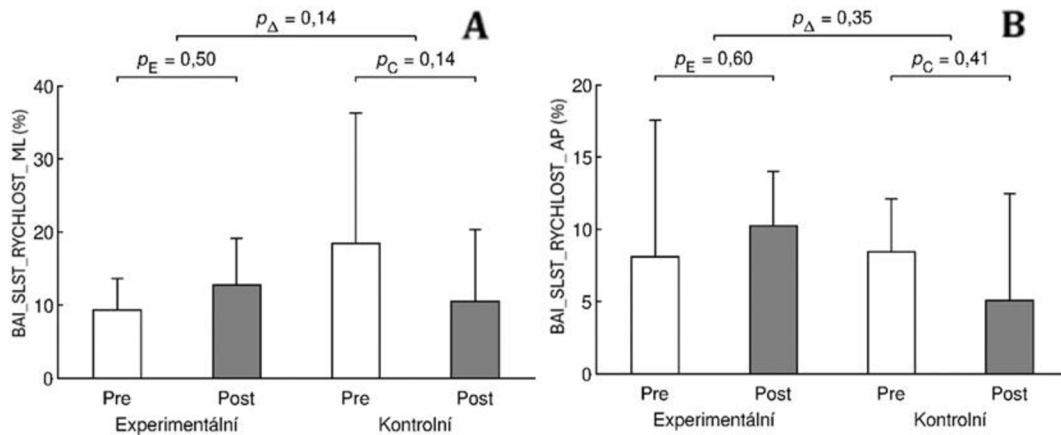 A
p_Δ = 0,14
p_E = 0,50
p_C = 0,14
BAI_SLST_RYCHLOST_ML (%)
40
30
20
10
0
Pre
Post
Pre
Post
Experimentální
Kontrolní
B
p_Δ = 0,35
p_E = 0,60
p_C = 0,41
BAI_SLST_RYCHLOST_AP (%)
20
15
10
5
0
Pre
Post
Pre
Post
Experimentální
Kontrolní